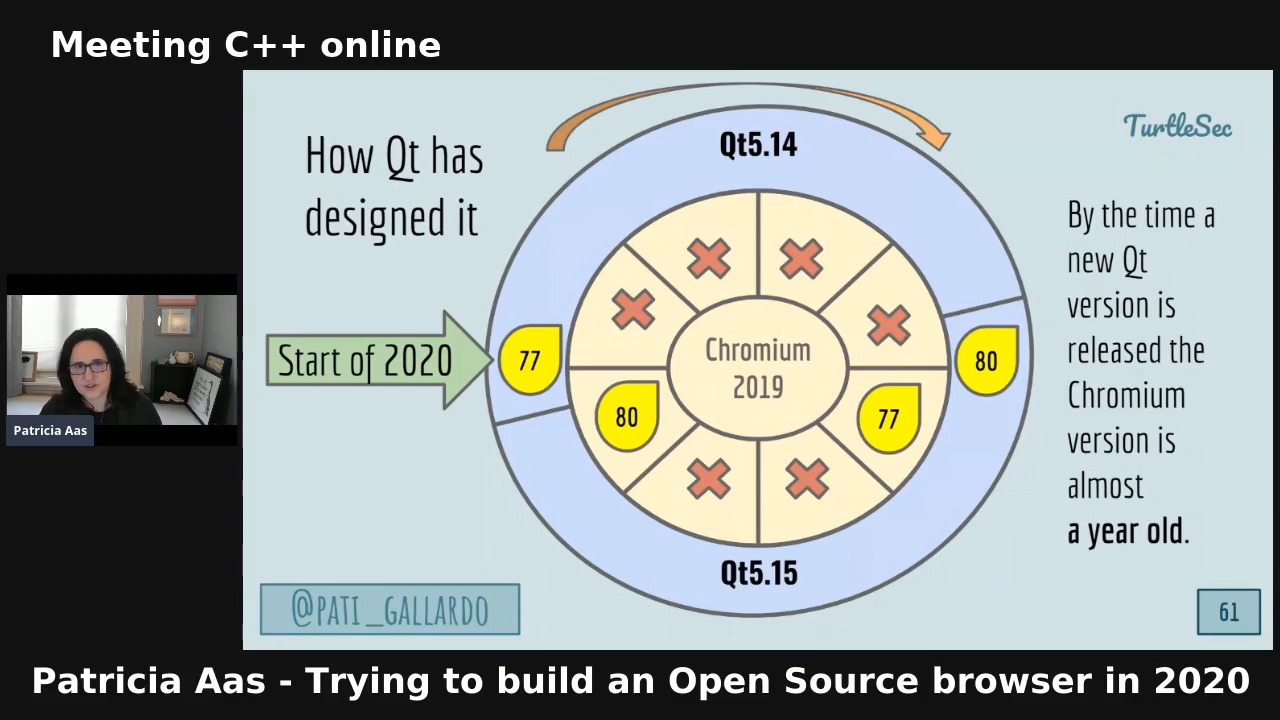 Meeting C++ online
How Qt has
designed it
Start of 2020
Qt5.14
77
80
80
77
Chromium
2019
Qt5.15
TurtleSec
By the time a
new Qt
version is
released the
Chromium
version is
almost
a year old.
Patricia Aas
@PATI_GALLARDO
61
Patricia Aas - Trying to build an Open Source browser in 2020